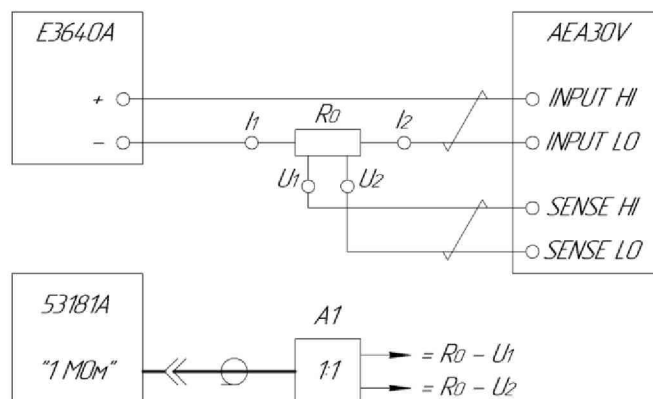 E3640A
AEA30V
+
INPUT HI
R0
I1
I2
−
INPUT LO
U1
U2
SENSE HI
SENSE LO
53181A
A1
"1 МОм"
1:1
= R0 − U1
= R0 − U2